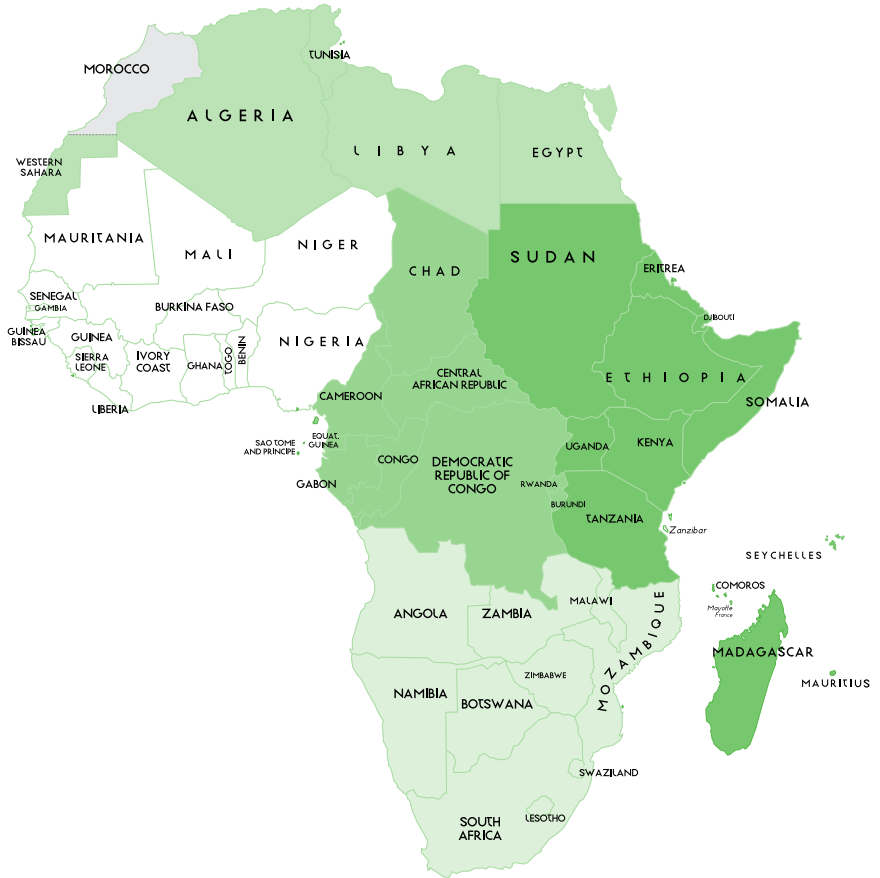 TUNISIA
MOROCCO
ALGERIA
LIBYA
EGYPT
WESTERN
SAHARA
MAURITANIA
MALI
NIGER
CHAD
SUDAN
ERITREA
SENEGAL
GAMBIA
BURKINA FASO
DJIBOUTI
GUINEA
BISSAU
GUINEA
NIGERIA
SIERRA
LEONE
IVORY
COAST
GHANA
TOGO
BENIN
CENTRAL
AFRICAN REPUBLIC
ETHIOPIA
LIBERIA
CAMEROON
SOMALIA
SAO TOME
AND PRINCIPE
EQUAT.
GUINEA
UGANDA
KENYA
GABON
CONGO
DEMOCRATIC
REPUBLIC OF
CONGO
RWANDA
BURUNDI
TANZANIA
Zanzibar
SEYCHELLES
COMOROS
Mayotte
France
ANGOLA
ZAMBIA
MALAWI
MOZAMBIQUE
MADAGASCAR
MAURITIUS
NAMIBIA
BOTSWANA
ZIMBABWE
SWAZILAND
SOUTH
AFRICA
LESOTHO